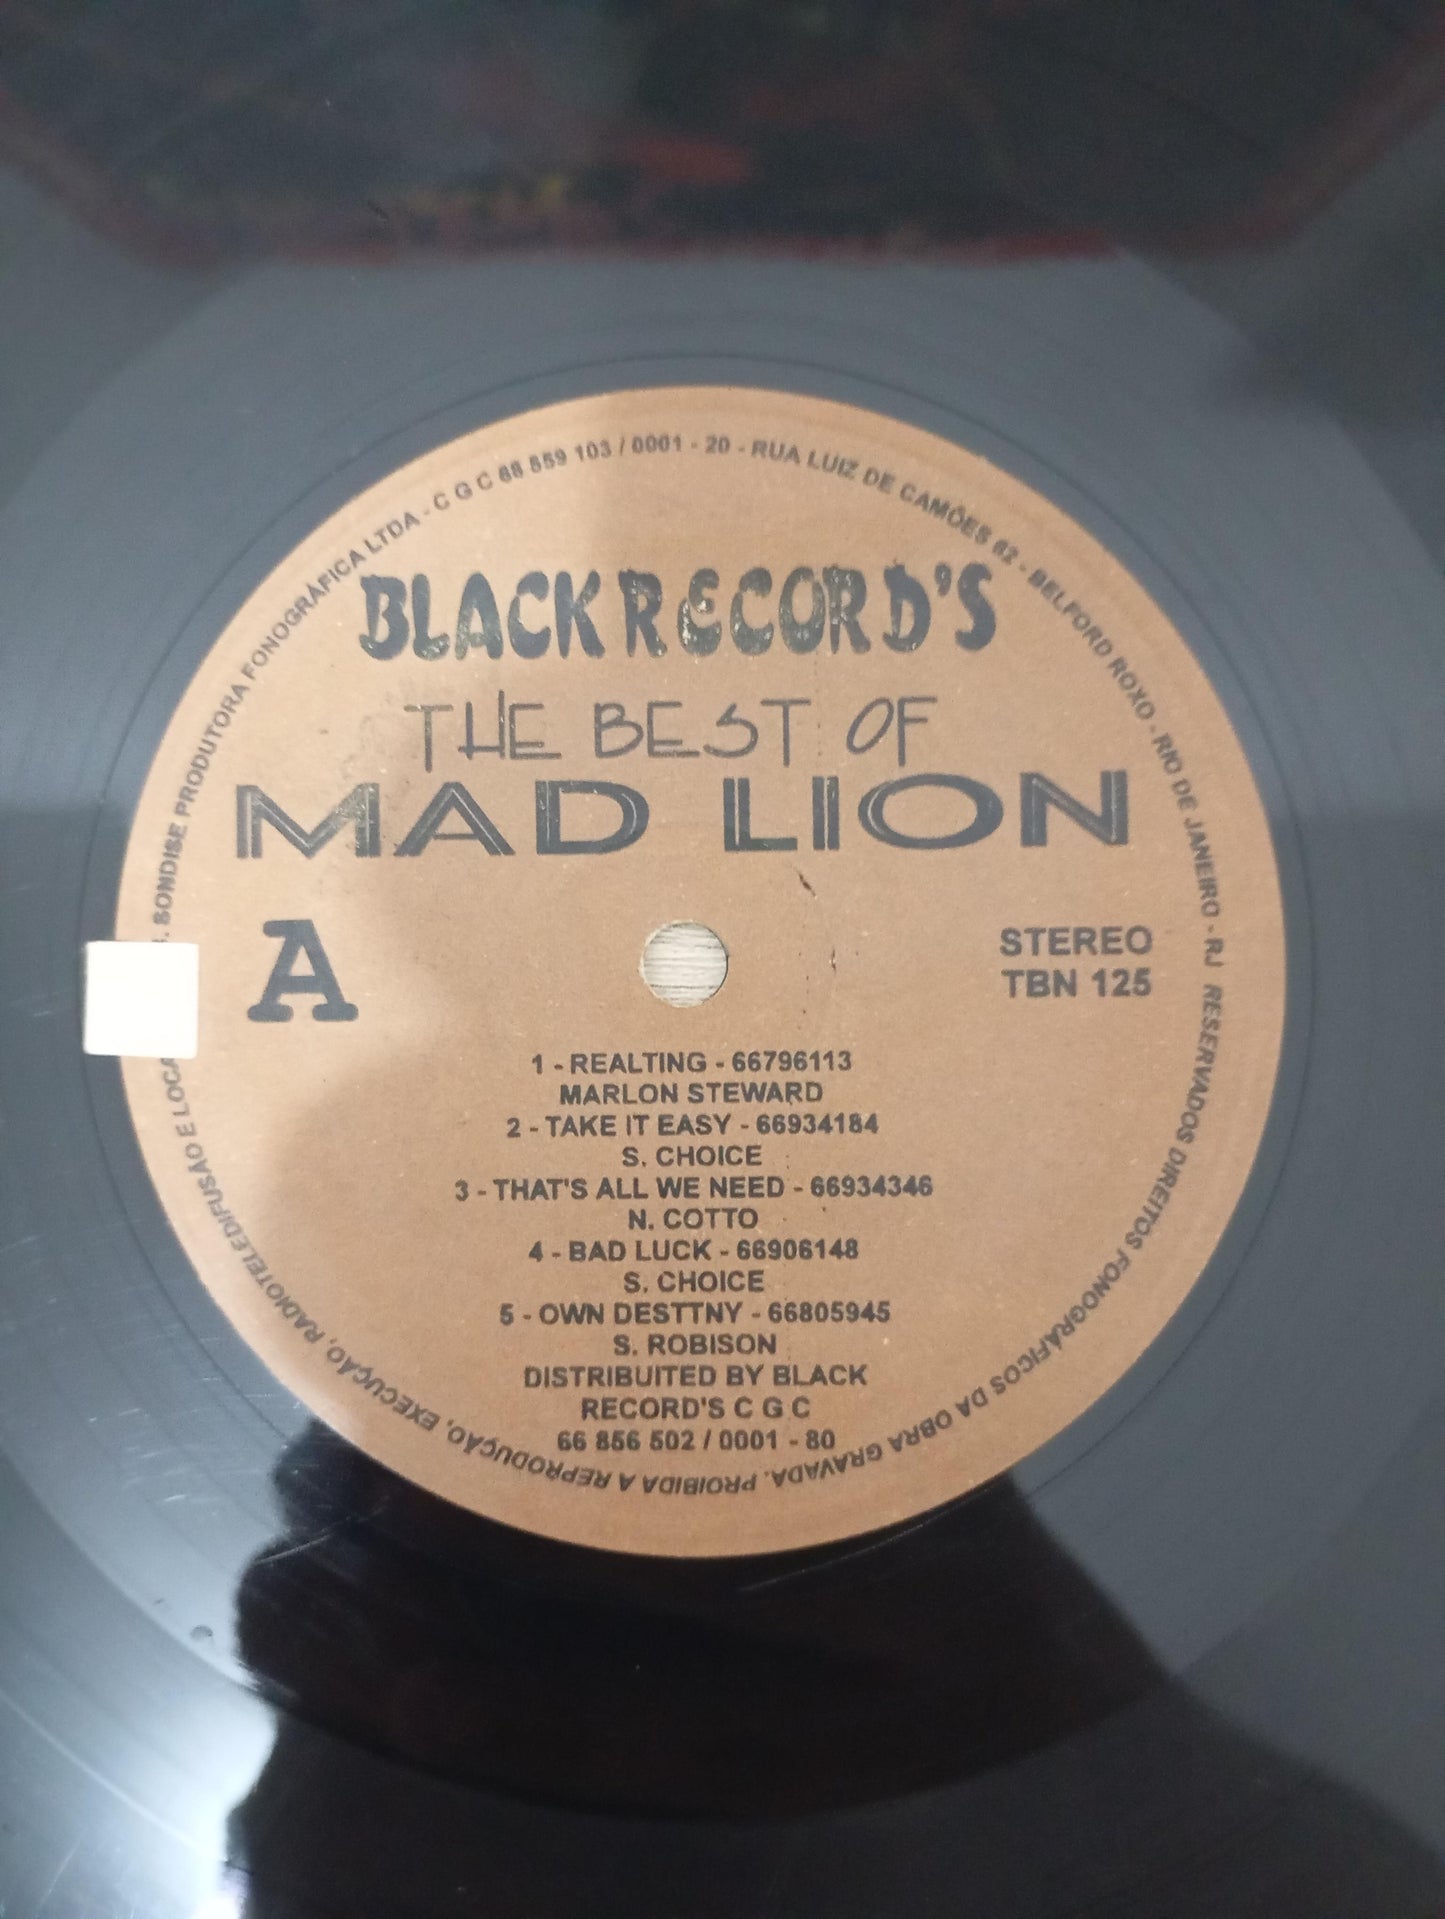 BLACK RECORD'S
THE BEST OF
MAD LION
A
STEREO
TBN 125
1 - REALTING - 66796113
MARLON STEWARD
2 - TAKE IT EASY - 66934184
S. CHOICE
3 - THAT'S ALL WE NEED - 66934346
N. COTTO
4 - BAD LUCK - 66906148
S. CHOICE
5 - OWN DESTTNY - 66805945
S. ROBISON
DISTRIBUITED BY BLACK
RECORD'S C G C
66 856 502 / 0001 - 80
SONDISE PRODUTORA FONOGRÁFICA LTDA - C G C 68 859 103 / 0001 - 20 - RUA LUIZ DE CAMÕES 62 - BELFORD ROXO - RIO DE JANEIRO - RJ RESERVADOS DIREITOS FONOGRÁFICOS DA OBRA GRAVADA. PROIBIDA A REPRODUÇÃO, EXECUÇÃO, RADIOTELEDIFUSÃO E